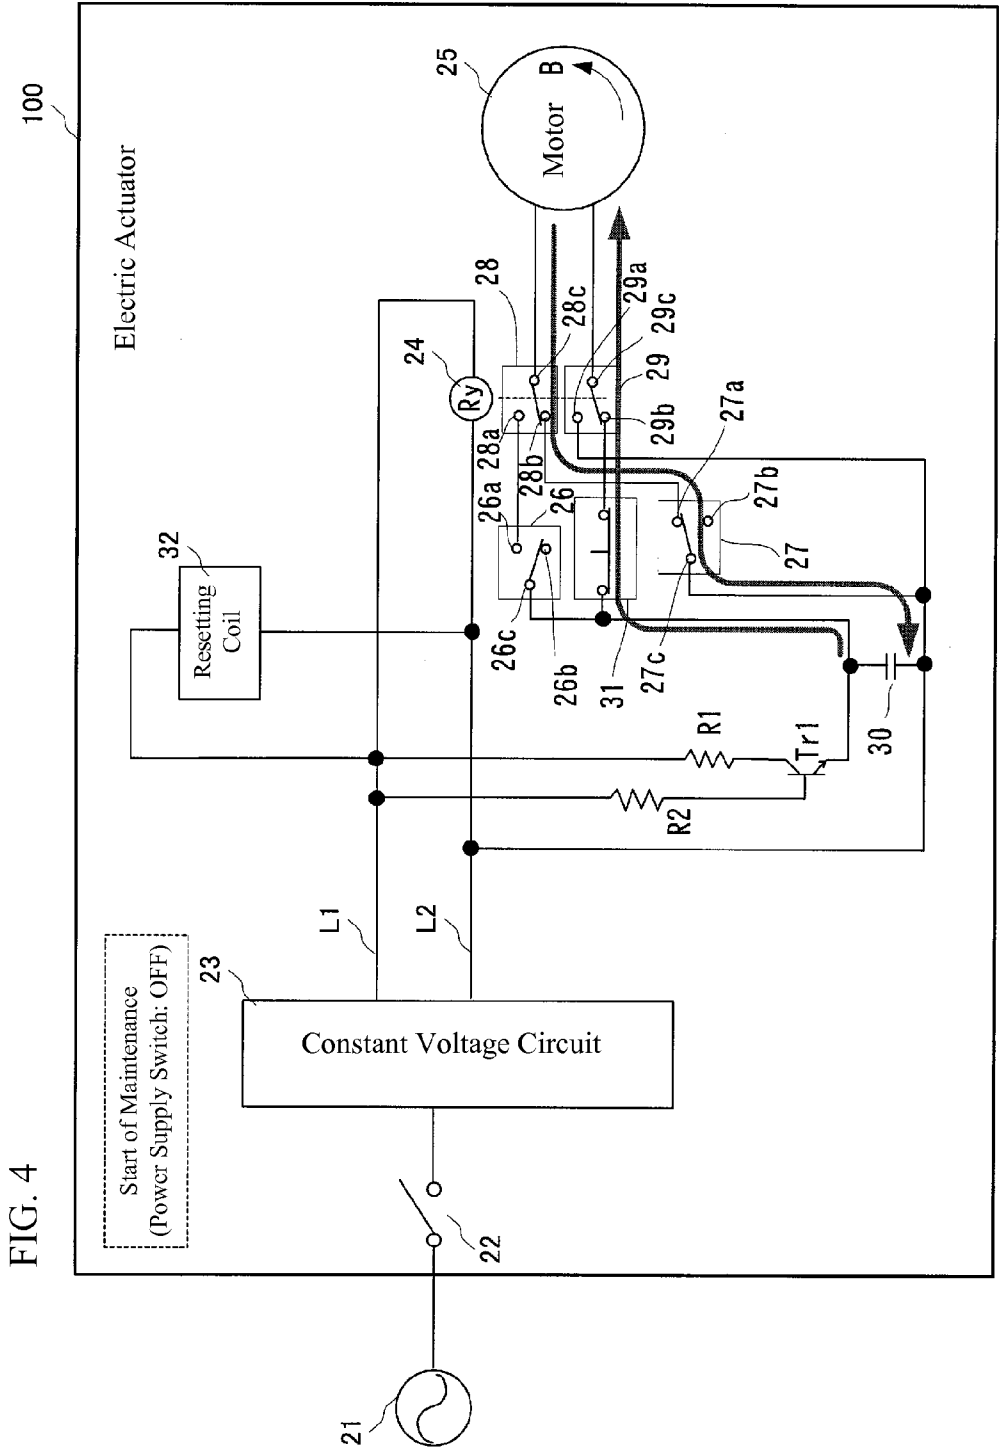 FIG. 4
100
Electric Actuator
Start of Maintenance
(Power Supply Switch: OFF)
21
22
23
Constant Voltage Circuit
L1
L2
32
Resetting
Coil
24
Ry
25
Motor
B
28
28a
28b
28c
29
29a
29b
29c
26
26a
26b
26c
27
27a
27b
27c
31
30
R1
R2
Tr1